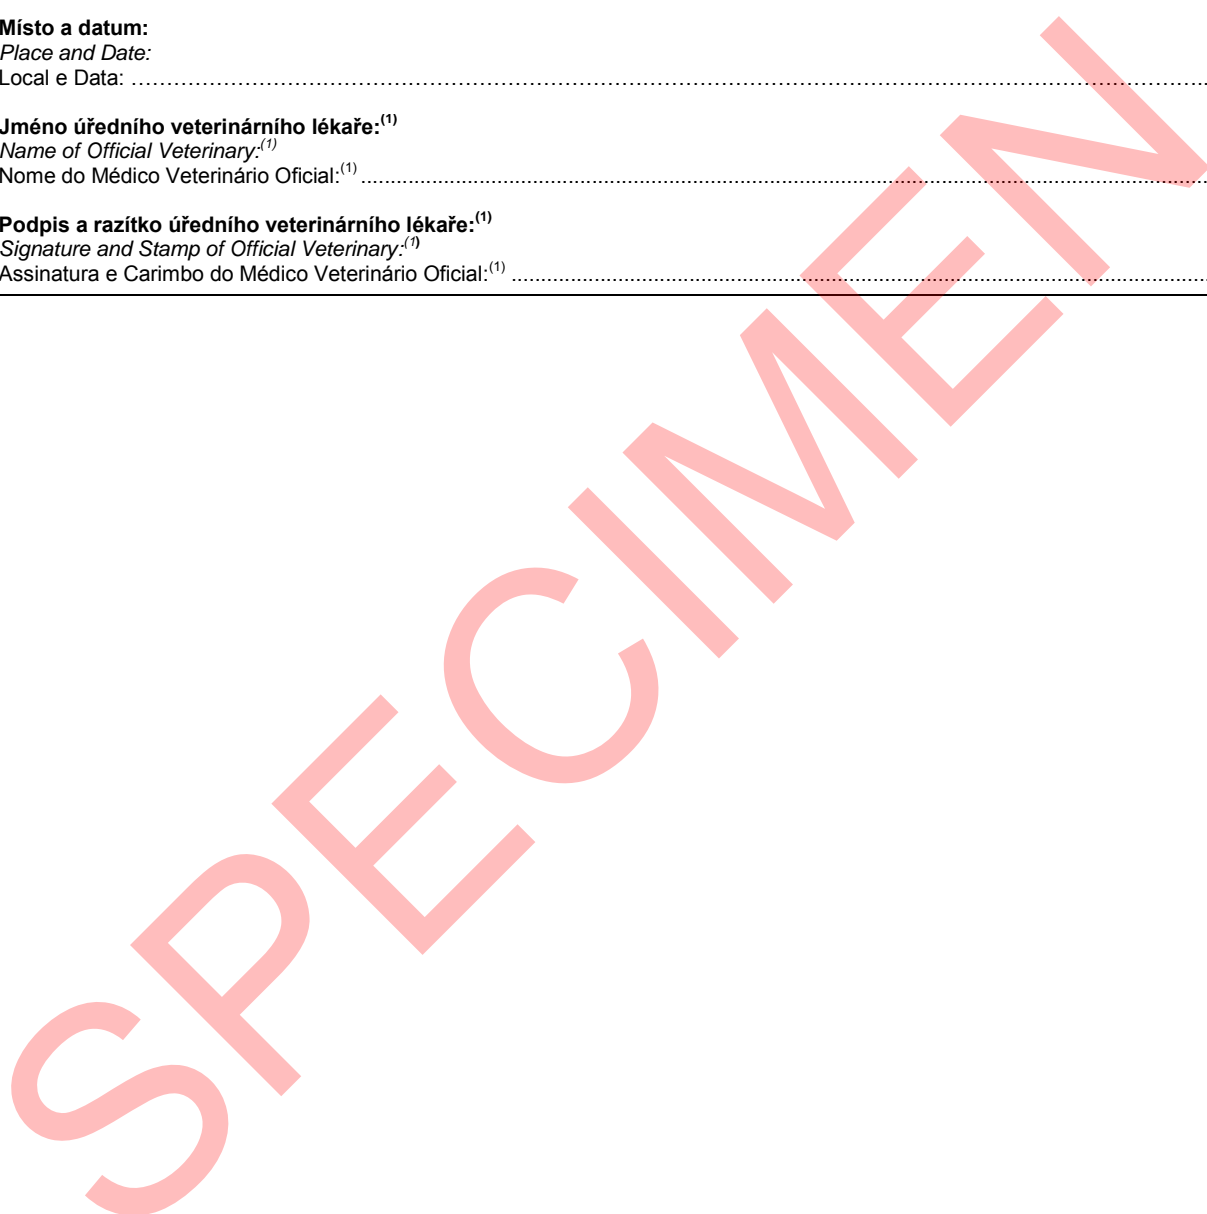 Místo a datum:
Place and Date:
Local e Data: ……………………………………………………………………………………………………………………………………..
Jméno úředního veterinárního lékaře:(1)
Name of Official Veterinary:(1)
Nome do Médico Veterinário Oficial:(1) ....................................................................................................................
Podpis a razítko úředního veterinárního lékaře:(1)
Signature and Stamp of Official Veterinary:(1)
Assinatura e Carimbo do Médico Veterinário Oficial:(1) ...............................................................................................
SPECIMEN